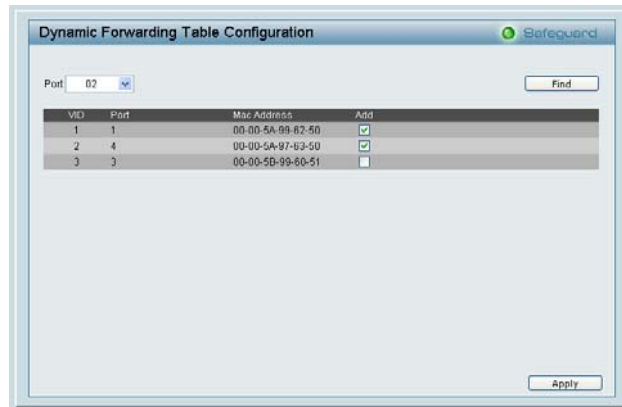 Dynamic Forwarding Table Configuration
Safeguard
Port 02
Find
VID Port Mac Address Add
1 1 00-00-5A-99-62-50
2 4 00-00-5A-97-63-50
3 3 00-00-5B-99-60-51
Apply